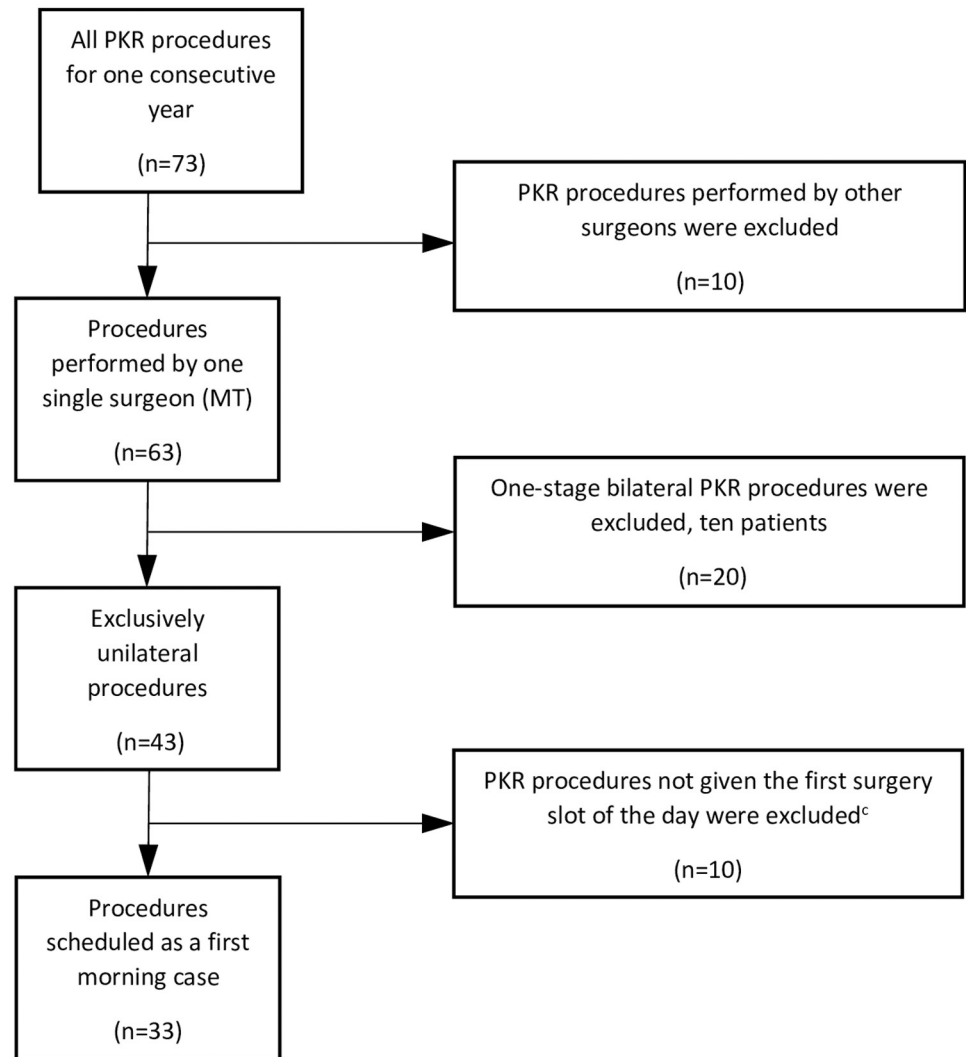 All PKR procedures
for one consecutive
year
(n=73)
PKR procedures performed by other
surgeons were excluded
(n=10)
Procedures
performed by one
single surgeon (MT)
(n=63)
One-stage bilateral PKR procedures were
excluded, ten patients
(n=20)
Exclusively
unilateral
procedures
(n=43)
PKR procedures not given the first surgery
slot of the day were excludedᶜ
(n=10)
Procedures
scheduled as a first
morning case
(n=33)